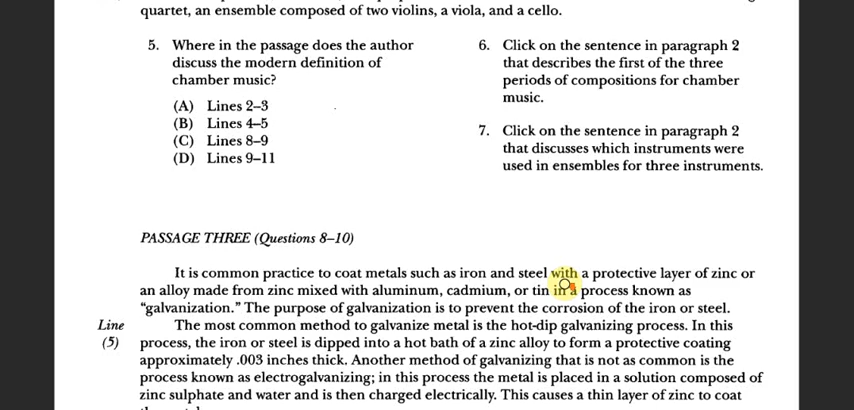 quartet, an ensemble composed of two violins, a viola, and a cello.
5. Where in the passage does the author
discuss the modern definition of
chamber music?
(A) Lines 2–3
(B) Lines 4–5
(C) Lines 8–9
(D) Lines 9–11
6. Click on the sentence in paragraph 2
that describes the first of the three
periods of compositions for chamber
music.
7. Click on the sentence in paragraph 2
that discusses which instruments were
used in ensembles for three instruments.
PASSAGE THREE (Questions 8–10)
It is common practice to coat metals such as iron and steel with a protective layer of zinc or
an alloy made from zinc mixed with aluminum, cadmium, or tin in a process known as
“galvanization.” The purpose of galvanization is to prevent the corrosion of the iron or steel.
Line The most common method to galvanize metal is the hot-dip galvanizing process. In this
(5) process, the iron or steel is dipped into a hot bath of a zinc alloy to form a protective coating
approximately .003 inches thick. Another method of galvanizing that is not as common is the
process known as electrogalvanizing; in this process the metal is placed in a solution composed of
zinc sulphate and water and is then charged electrically. This causes a thin layer of zinc to coat